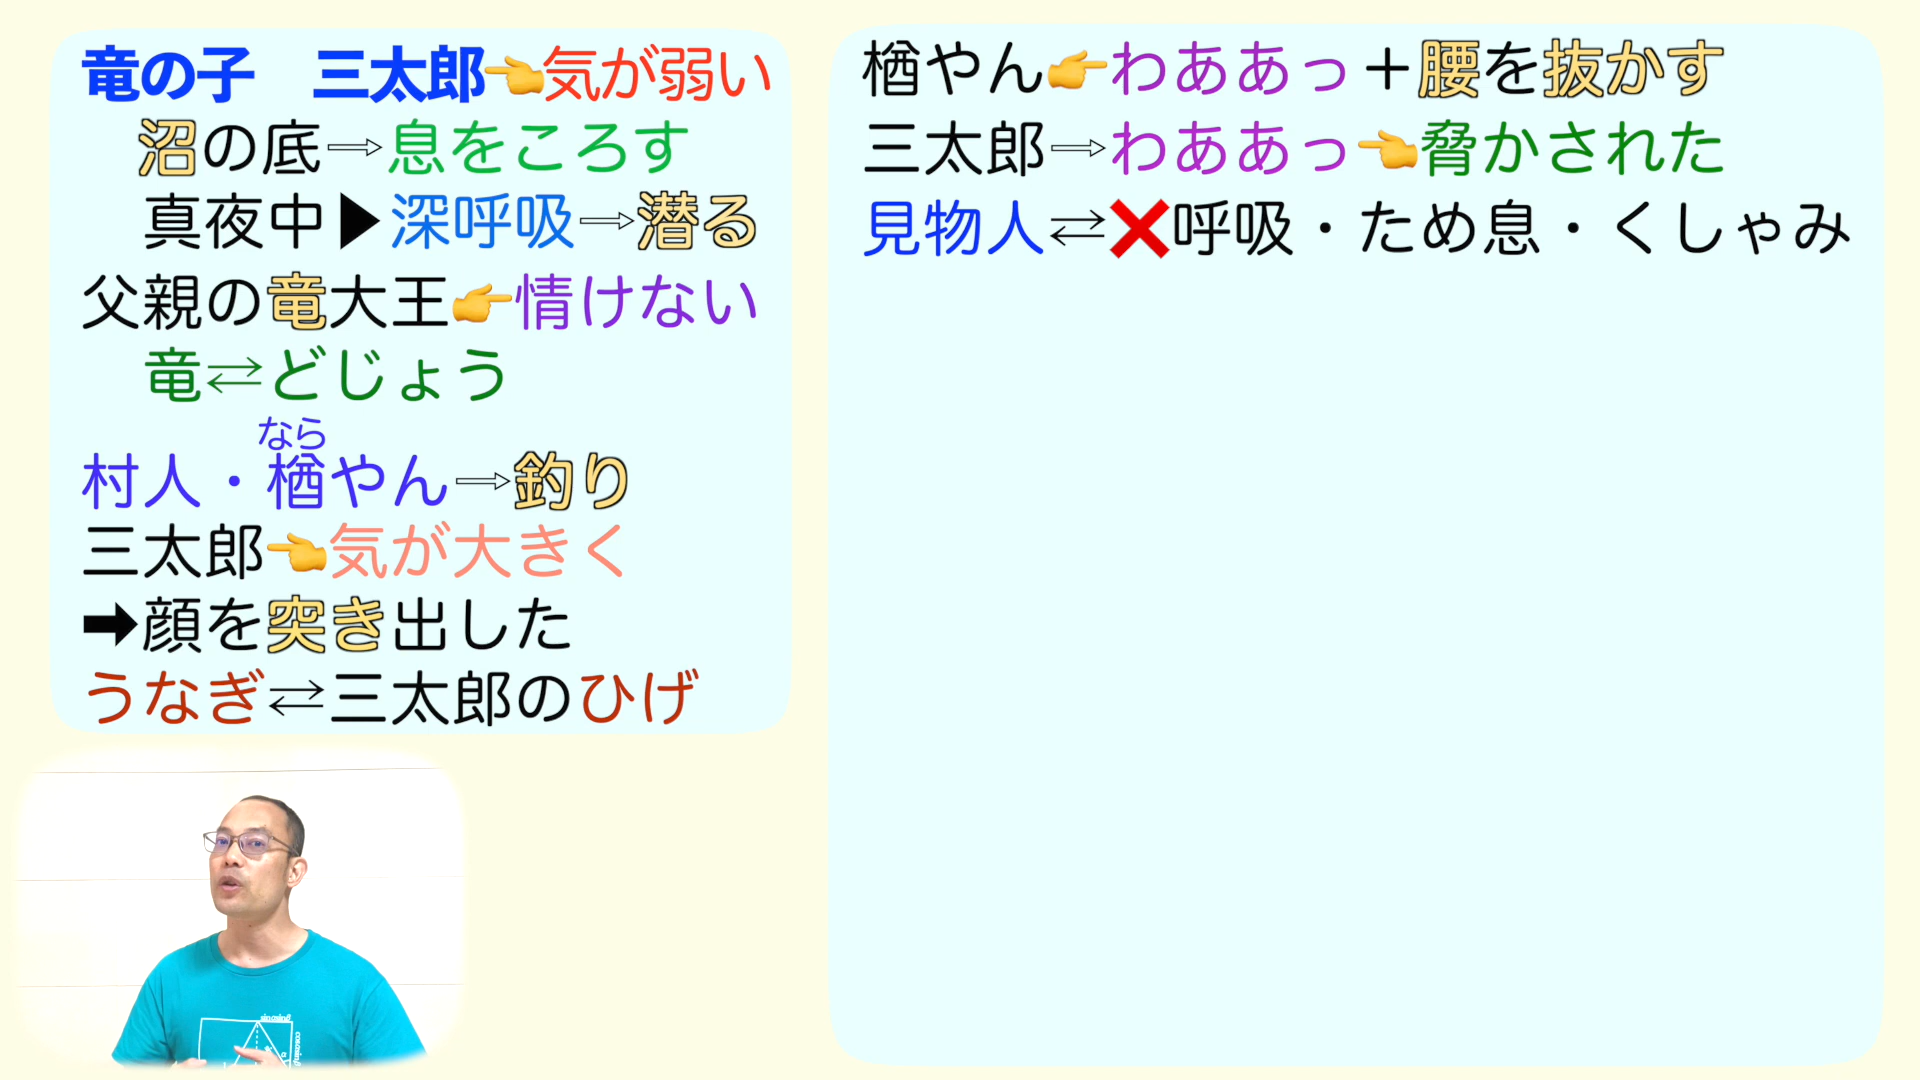 竜の子　三太郎👈気が弱い
沼の底⇨息をころす
真夜中▶深呼吸⇨潜る
父親の竜大王👉情けない
竜⇄どじょう
なら
村人・楢やん⇨釣り
三太郎👈気が大きく
➡顔を突き出した
うなぎ⇄三太郎のひげ
楢やん👉わああっ＋腰を抜かす
三太郎⇨わああっ👈脅かされた
見物人⇄❌呼吸・ため息・くしゃみ